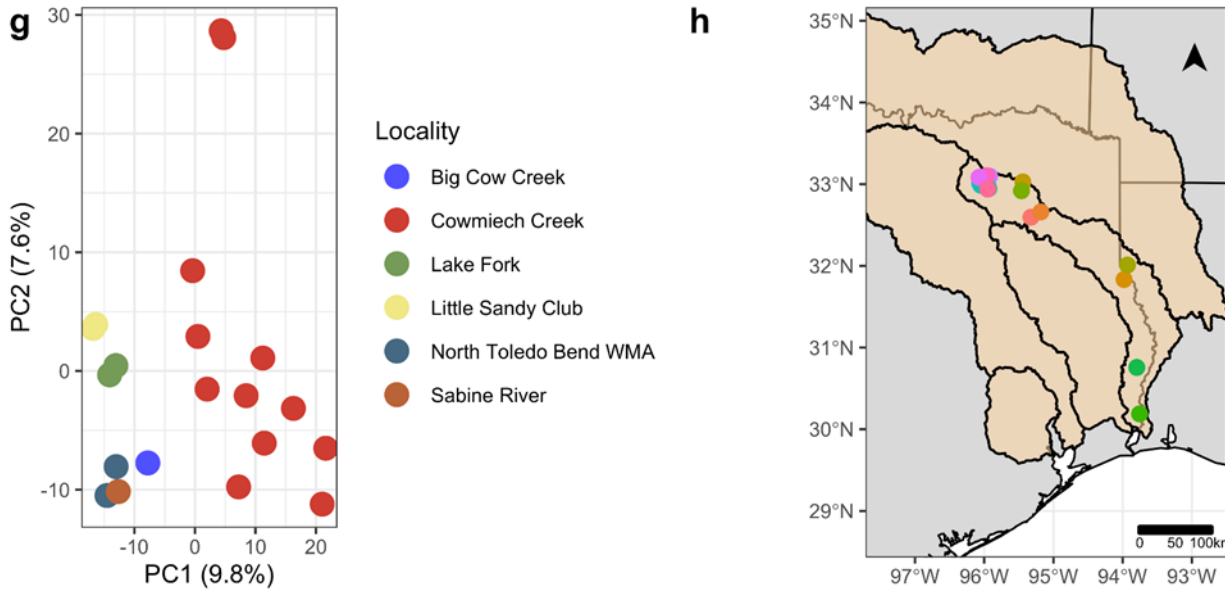 g
30
20
10
0
-10
PC2 (7.6%)
-10 0 10 20
PC1 (9.8%)
Locality
Big Cow Creek
Cowmiech Creek
Lake Fork
Little Sandy Club
North Toledo Bend WMA
Sabine River
h
35°N
34°N
33°N
32°N
31°N
30°N
29°N
0 50 100km
97°W 96°W 95°W 94°W 93°W